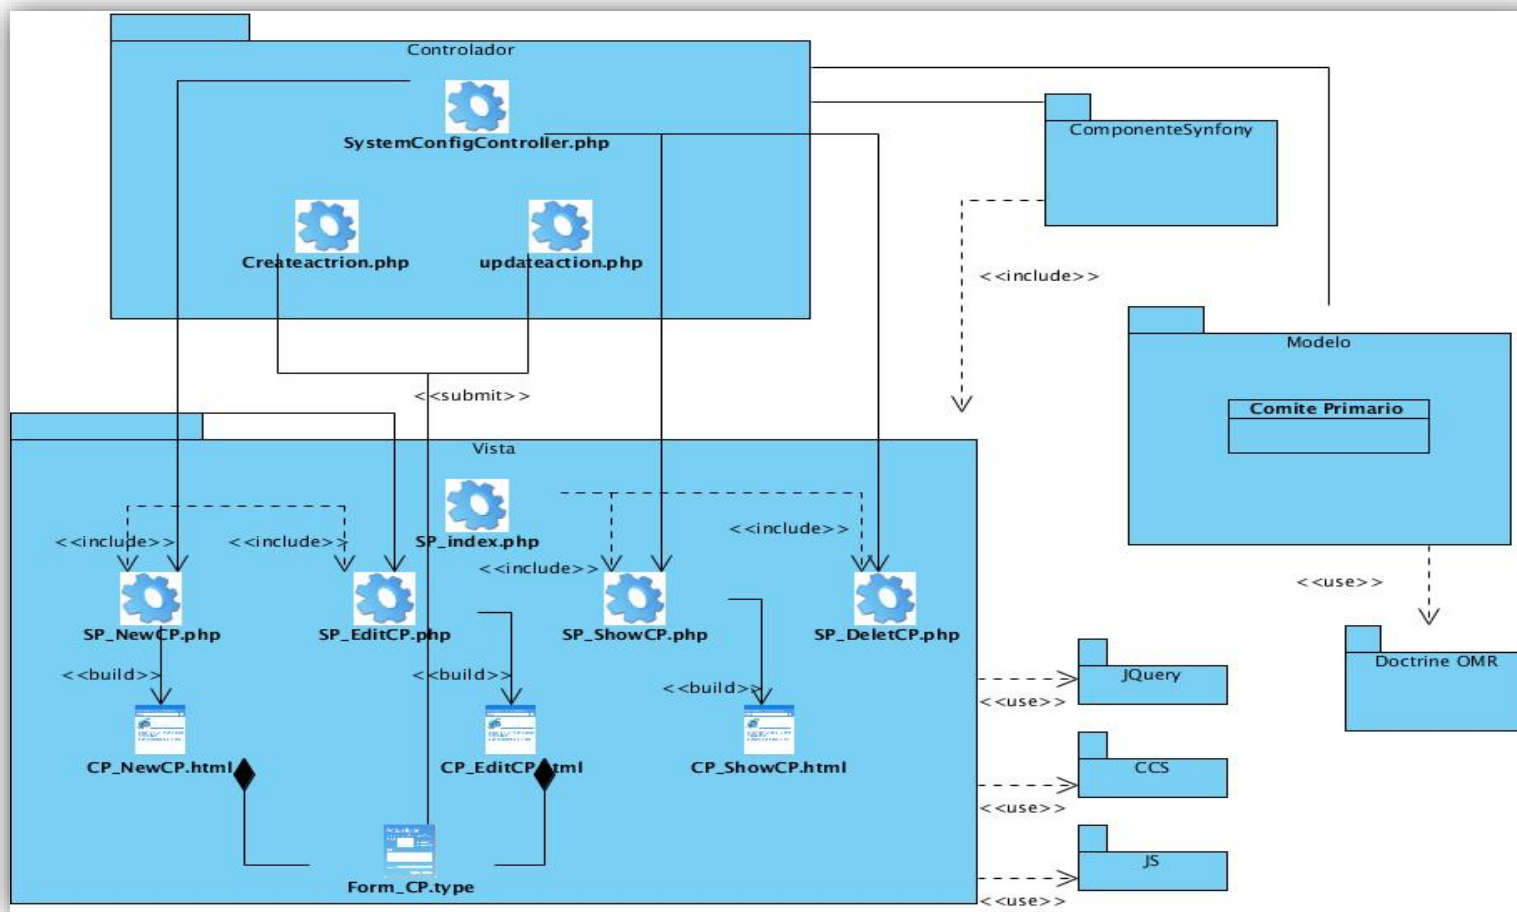 Controlador
SystemConfigController.php
ComponenteSynfony
Createactrion.php
updateaction.php
<<include>>
Modelo
Comite Primario
<<submit>>
Vista
<<include>>
<<include>>
SP_index.php
<<include>>
<<include>>
<<use>>
SP_NewCP.php
SP_EditCP.php
SP_ShowCP.php
SP_DeletCP.php
Doctrine OMR
<<build>>
<<build>>
<<build>>
JQuery
<<use>>
CP_NewCP.html
CP_EditCP.html
CP_ShowCP.html
CCS
<<use>>
JS
Form_CP.type
<<use>>